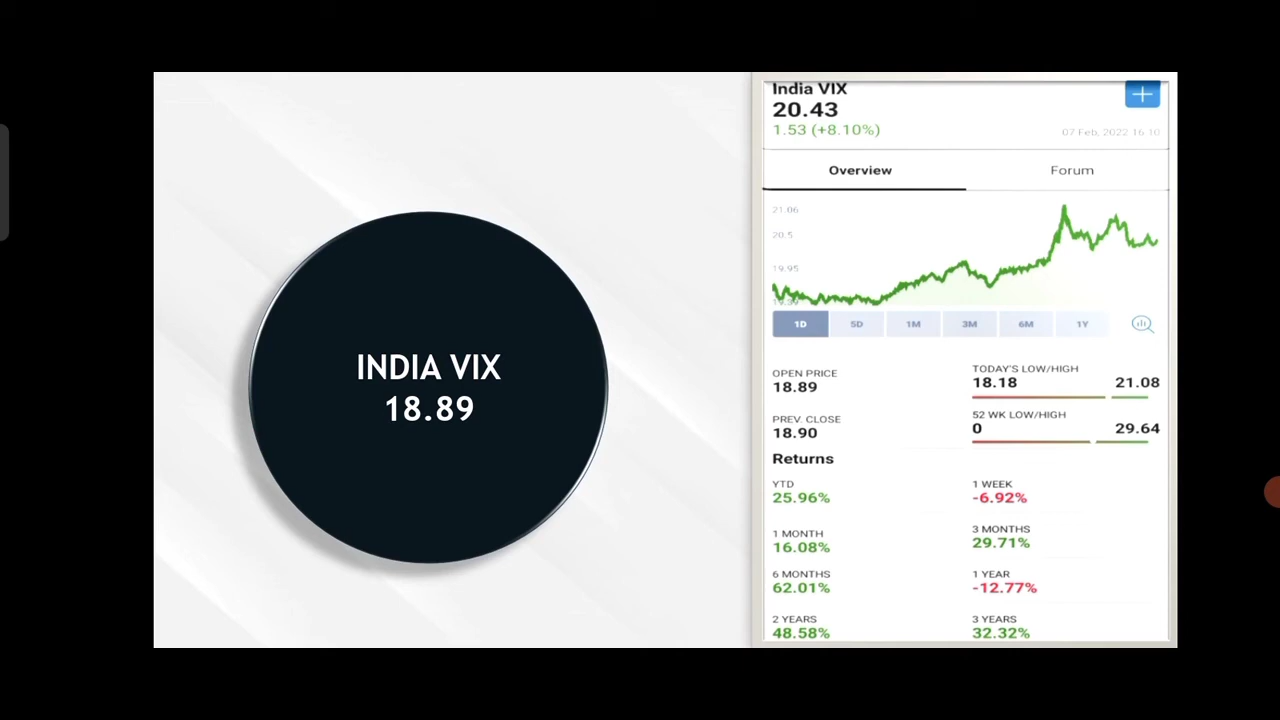 INDIA VIX
18.89
India VIX
20.43
1.53 (+8.10%)
07 Feb, 2022 16:10
Overview
Forum
21.06
20.5
19.95
19.39
1D 5D 1M 3M 6M 1Y
OPEN PRICE
18.89
TODAY'S LOW/HIGH
18.18 21.08
PREV. CLOSE
18.90
52 WK LOW/HIGH
0 29.64
Returns
YTD
25.96%
1 WEEK
-6.92%
1 MONTH
16.08%
3 MONTHS
29.71%
6 MONTHS
62.01%
1 YEAR
-12.77%
2 YEARS
48.58%
3 YEARS
32.32%